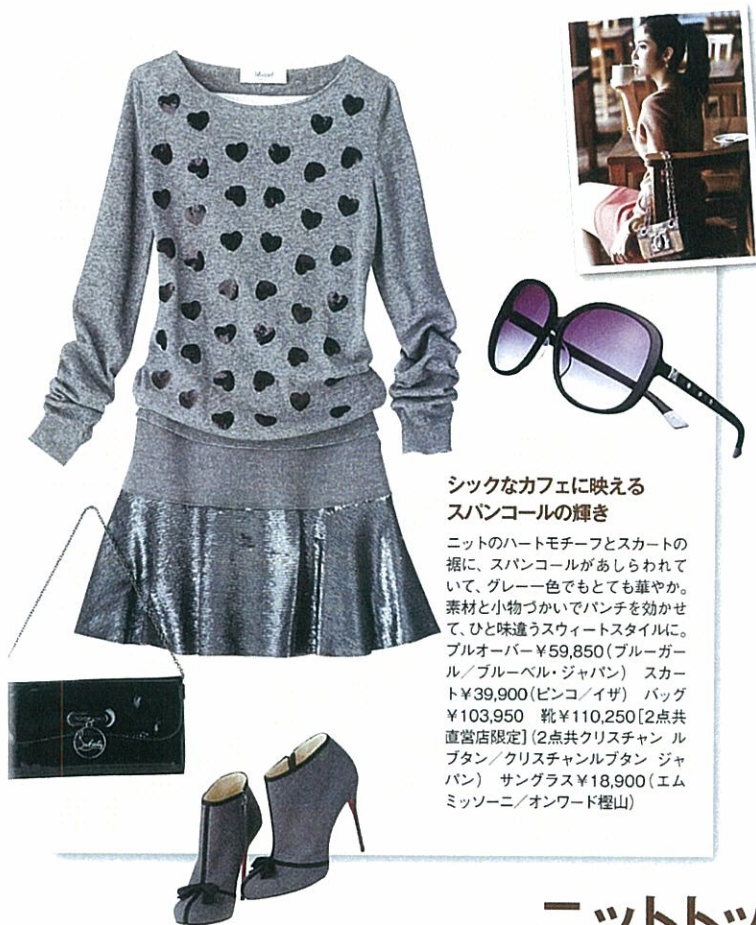 シックなカフェに映える
スパンコールの輝き
ニットのハートモチーフとスカートの
裾に、スパンコールがあしらわれて
いて、グレー一色でもとても華やか。
素材と小物づかいでパンチを効かせ
て、ひと味違うスウィートスタイルに。
プルオーバー¥59,850(ブルーガー
ル/ブルーベル・ジャパン) スカー
ト¥39,900(ピンコ/イザ) バッグ
¥103,950 靴¥110,250[2点共
直営店限定](2点共クリスチャン ル
ブタン/クリスチャンルブタン ジャ
パン) サングラス¥18,900(エム
ミッソーニ/オンワード樫山)
ニットトッ